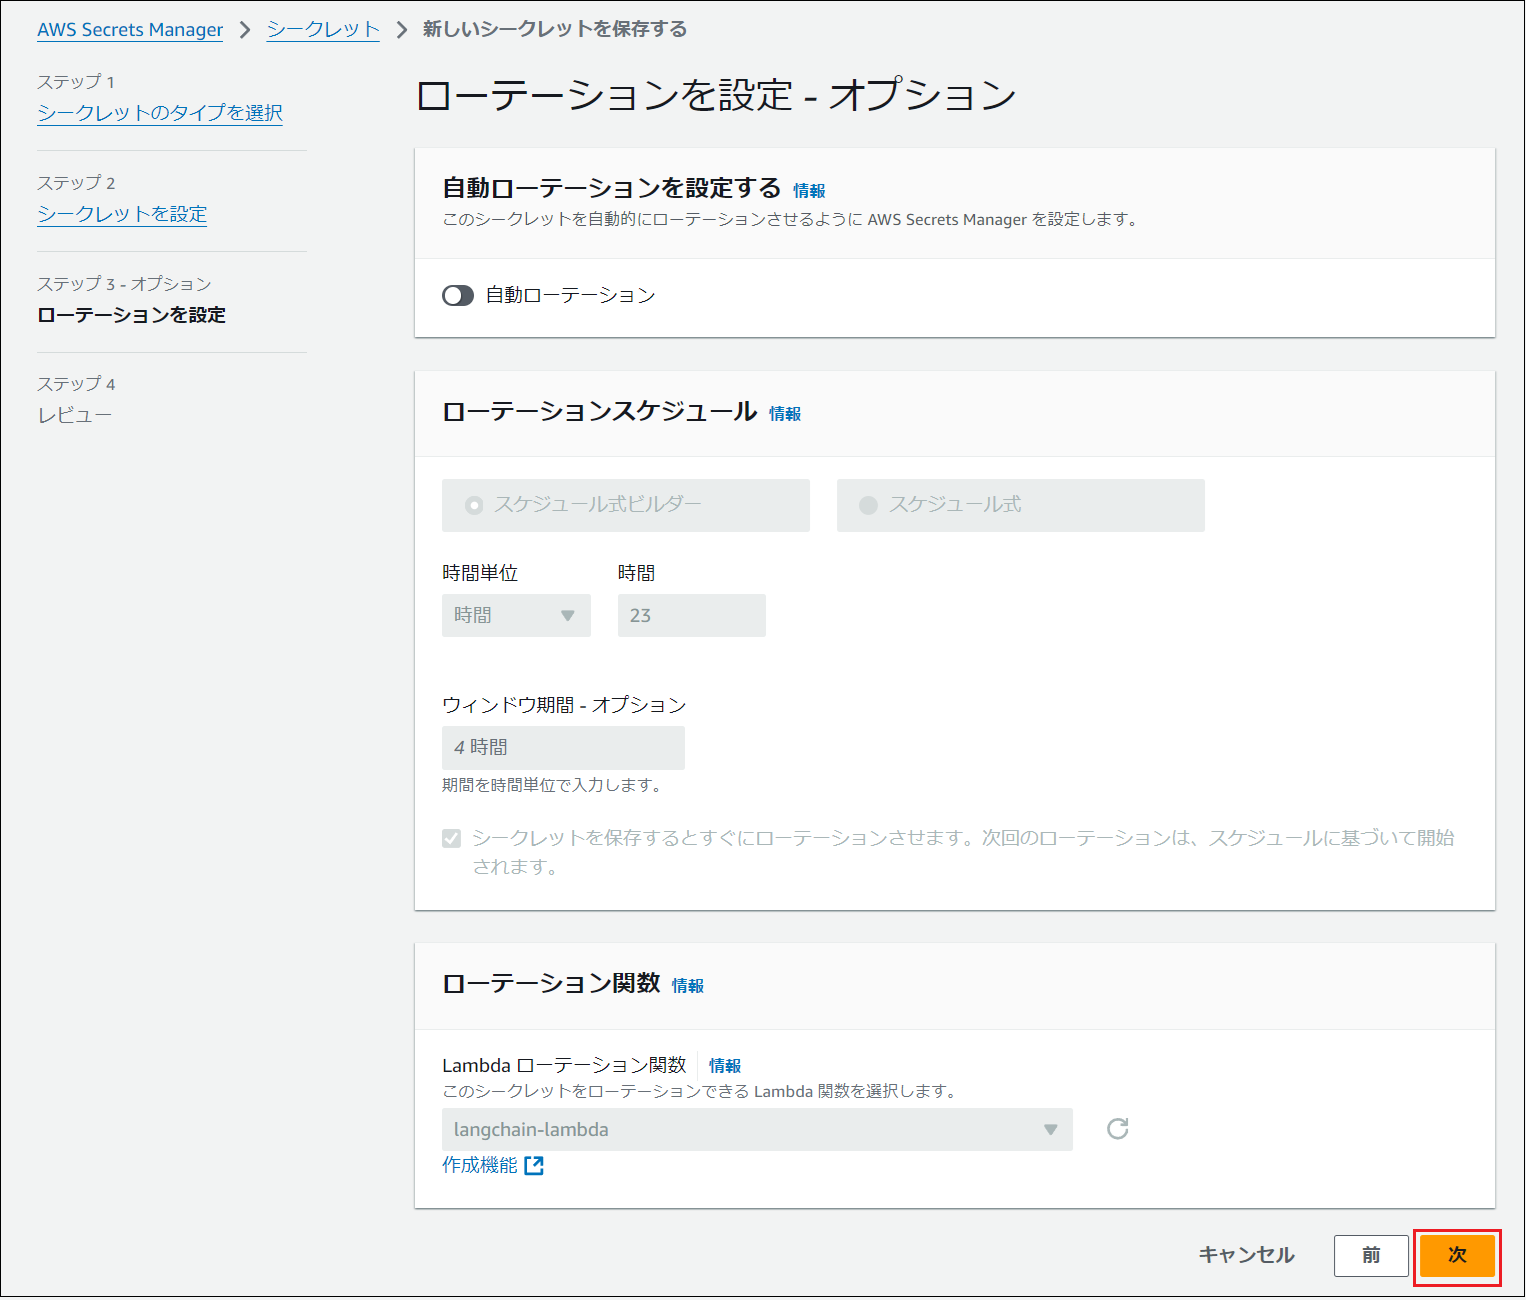 AWS Secrets Manager > シークレット > 新しいシークレットを保存する
ステップ 1
シークレットのタイプを選択
ステップ 2
シークレットを設定
ステップ 3 - オプション
ローテーションを設定
ステップ 4
レビュー
ローテーションを設定 - オプション
自動ローテーションを設定する 情報
このシークレットを自動的にローテーションさせるように AWS Secrets Manager を設定します。
自動ローテーション
ローテーションスケジュール 情報
スケジュール式ビルダー スケジュール式
時間単位 時間
時間 23
ウィンドウ期間 - オプション
4 時間
期間を時間単位で入力します。
シークレットを保存するとすぐにローテーションさせます。次回のローテーションは、スケジュールに基づいて開始
されます。
ローテーション関数 情報
Lambda ローテーション関数 情報
このシークレットをローテーションできる Lambda 関数を選択します。
langchain-lambda
作成機能
キャンセル 前 次